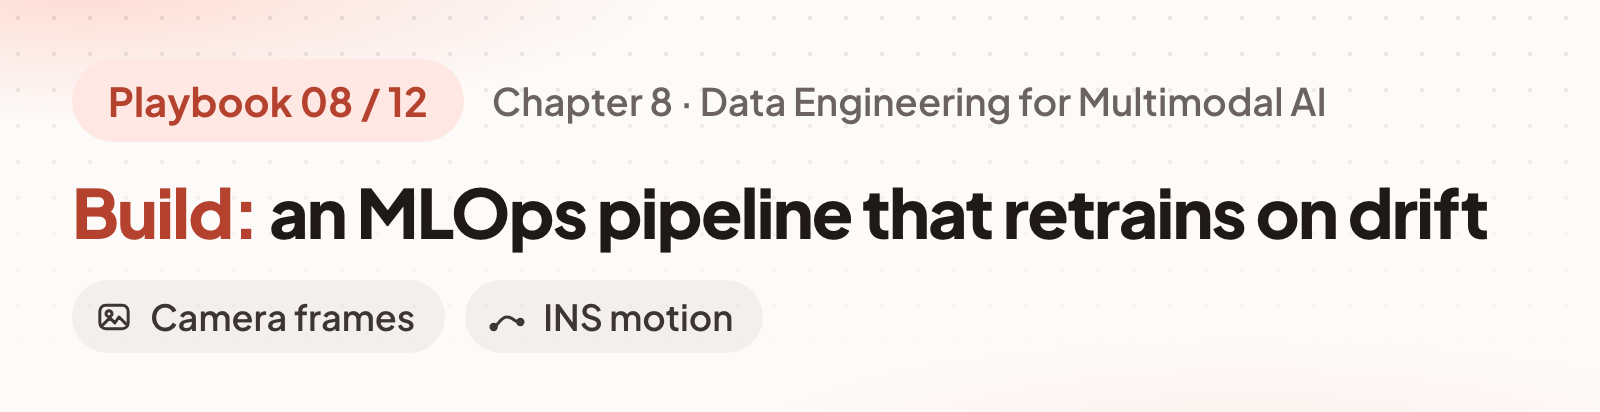 Playbook 08 / 12 Chapter 8 · Data Engineering for Multimodal AI
Build: an MLOps pipeline that retrains on drift
Camera frames INS motion